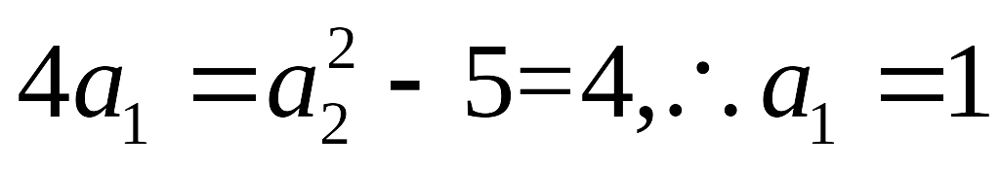 4a₁ = a₂² - 5=4,∴a₁ =1